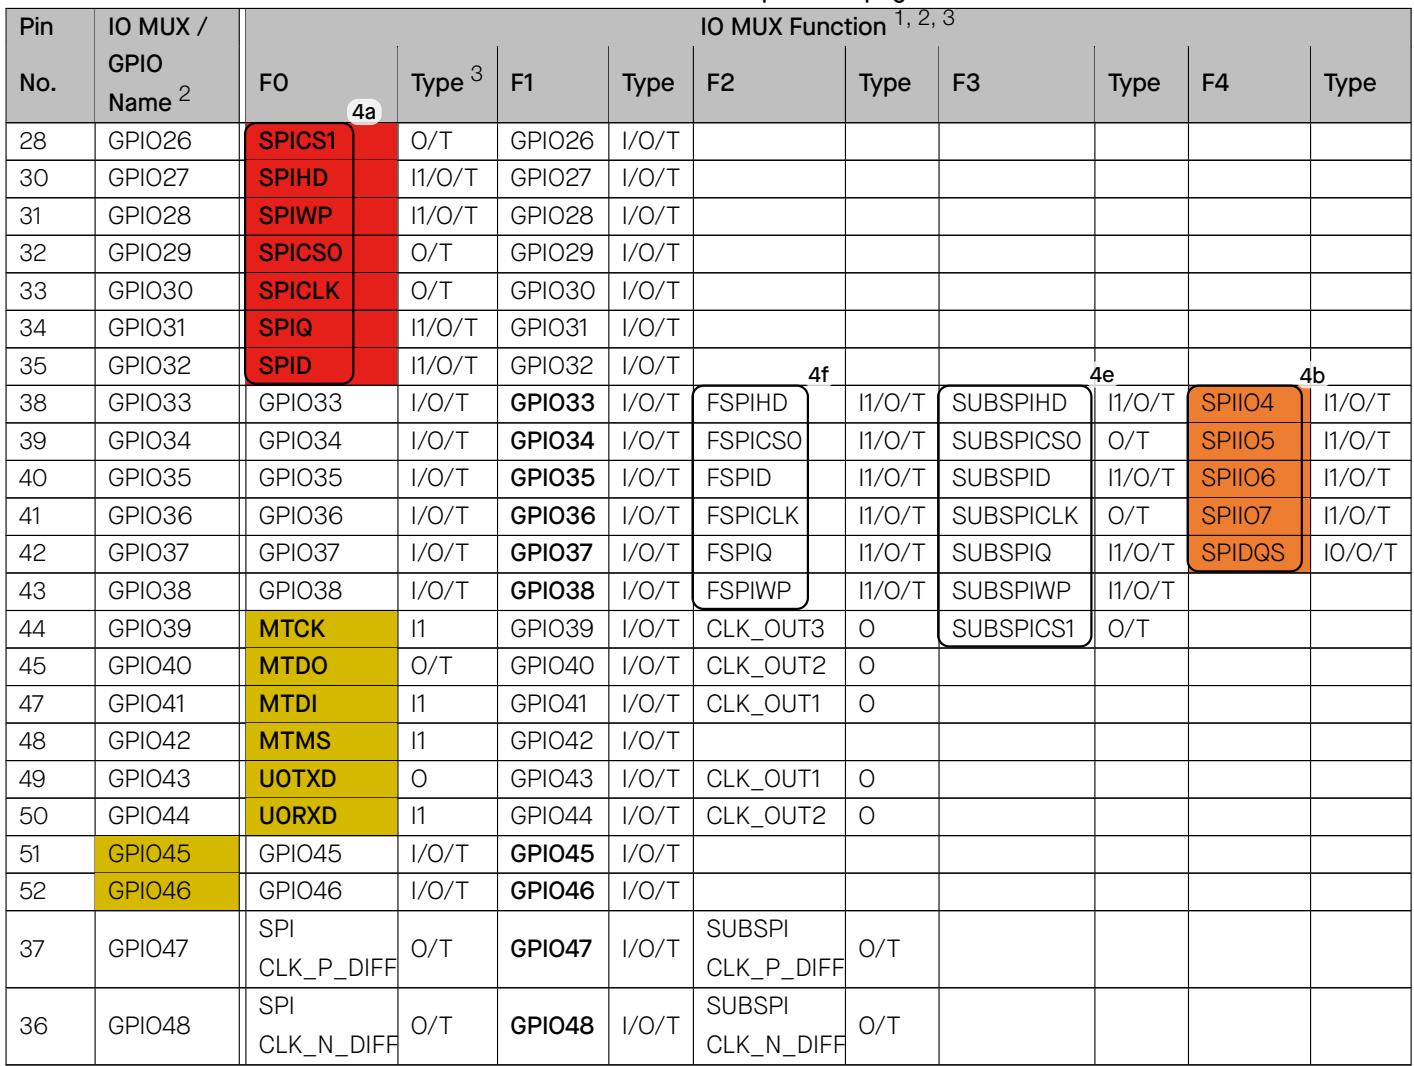 Pin IO MUX / IO MUX Function 1, 2, 3
GPIO
No. F0 Type 3 F1 Type F2 Type F3 Type F4 Type
Name 2
4a
28 GPIO26 SPICS1 O/T GPIO26 I/O/T
30 GPIO27 SPIHD I1/O/T GPIO27 I/O/T
31 GPIO28 SPIWP I1/O/T GPIO28 I/O/T
32 GPIO29 SPICS0 O/T GPIO29 I/O/T
33 GPIO30 SPICLK O/T GPIO30 I/O/T
34 GPIO31 SPIQ I1/O/T GPIO31 I/O/T
35 GPIO32 SPID I1/O/T GPIO32 I/O/T
4f 4e 4b
38 GPIO33 GPIO33 I/O/T GPIO33 I/O/T FSPIHD I1/O/T SUBSPIHD I1/O/T SPIIO4 I1/O/T
39 GPIO34 GPIO34 I/O/T GPIO34 I/O/T FSPICS0 I1/O/T SUBSPICS0 O/T SPIIO5 I1/O/T
40 GPIO35 GPIO35 I/O/T GPIO35 I/O/T FSPID I1/O/T SUBSPID I1/O/T SPIIO6 I1/O/T
41 GPIO36 GPIO36 I/O/T GPIO36 I/O/T FSPICLK I1/O/T SUBSPICLK O/T SPIIO7 I1/O/T
42 GPIO37 GPIO37 I/O/T GPIO37 I/O/T FSPIQ I1/O/T SUBSPIQ I1/O/T SPIDQS I0/O/T
43 GPIO38 GPIO38 I/O/T GPIO38 I/O/T FSPIWP I1/O/T SUBSPIWP I1/O/T
44 GPIO39 MTCK I1 GPIO39 I/O/T CLK_OUT3 O SUBSPICS1 O/T
45 GPIO40 MTDO O/T GPIO40 I/O/T CLK_OUT2 O
47 GPIO41 MTDI I1 GPIO41 I/O/T CLK_OUT1 O
48 GPIO42 MTMS I1 GPIO42 I/O/T
49 GPIO43 U0TXD O GPIO43 I/O/T CLK_OUT1 O
50 GPIO44 U0RXD I1 GPIO44 I/O/T CLK_OUT2 O
51 GPIO45 GPIO45 I/O/T GPIO45 I/O/T
52 GPIO46 GPIO46 I/O/T GPIO46 I/O/T
SPI SUBSPI
37 GPIO47 O/T GPIO47 I/O/T O/T
CLK_P_DIFF CLK_P_DIFF
SPI SUBSPI
36 GPIO48 O/T GPIO48 I/O/T O/T
CLK_N_DIFF CLK_N_DIFF